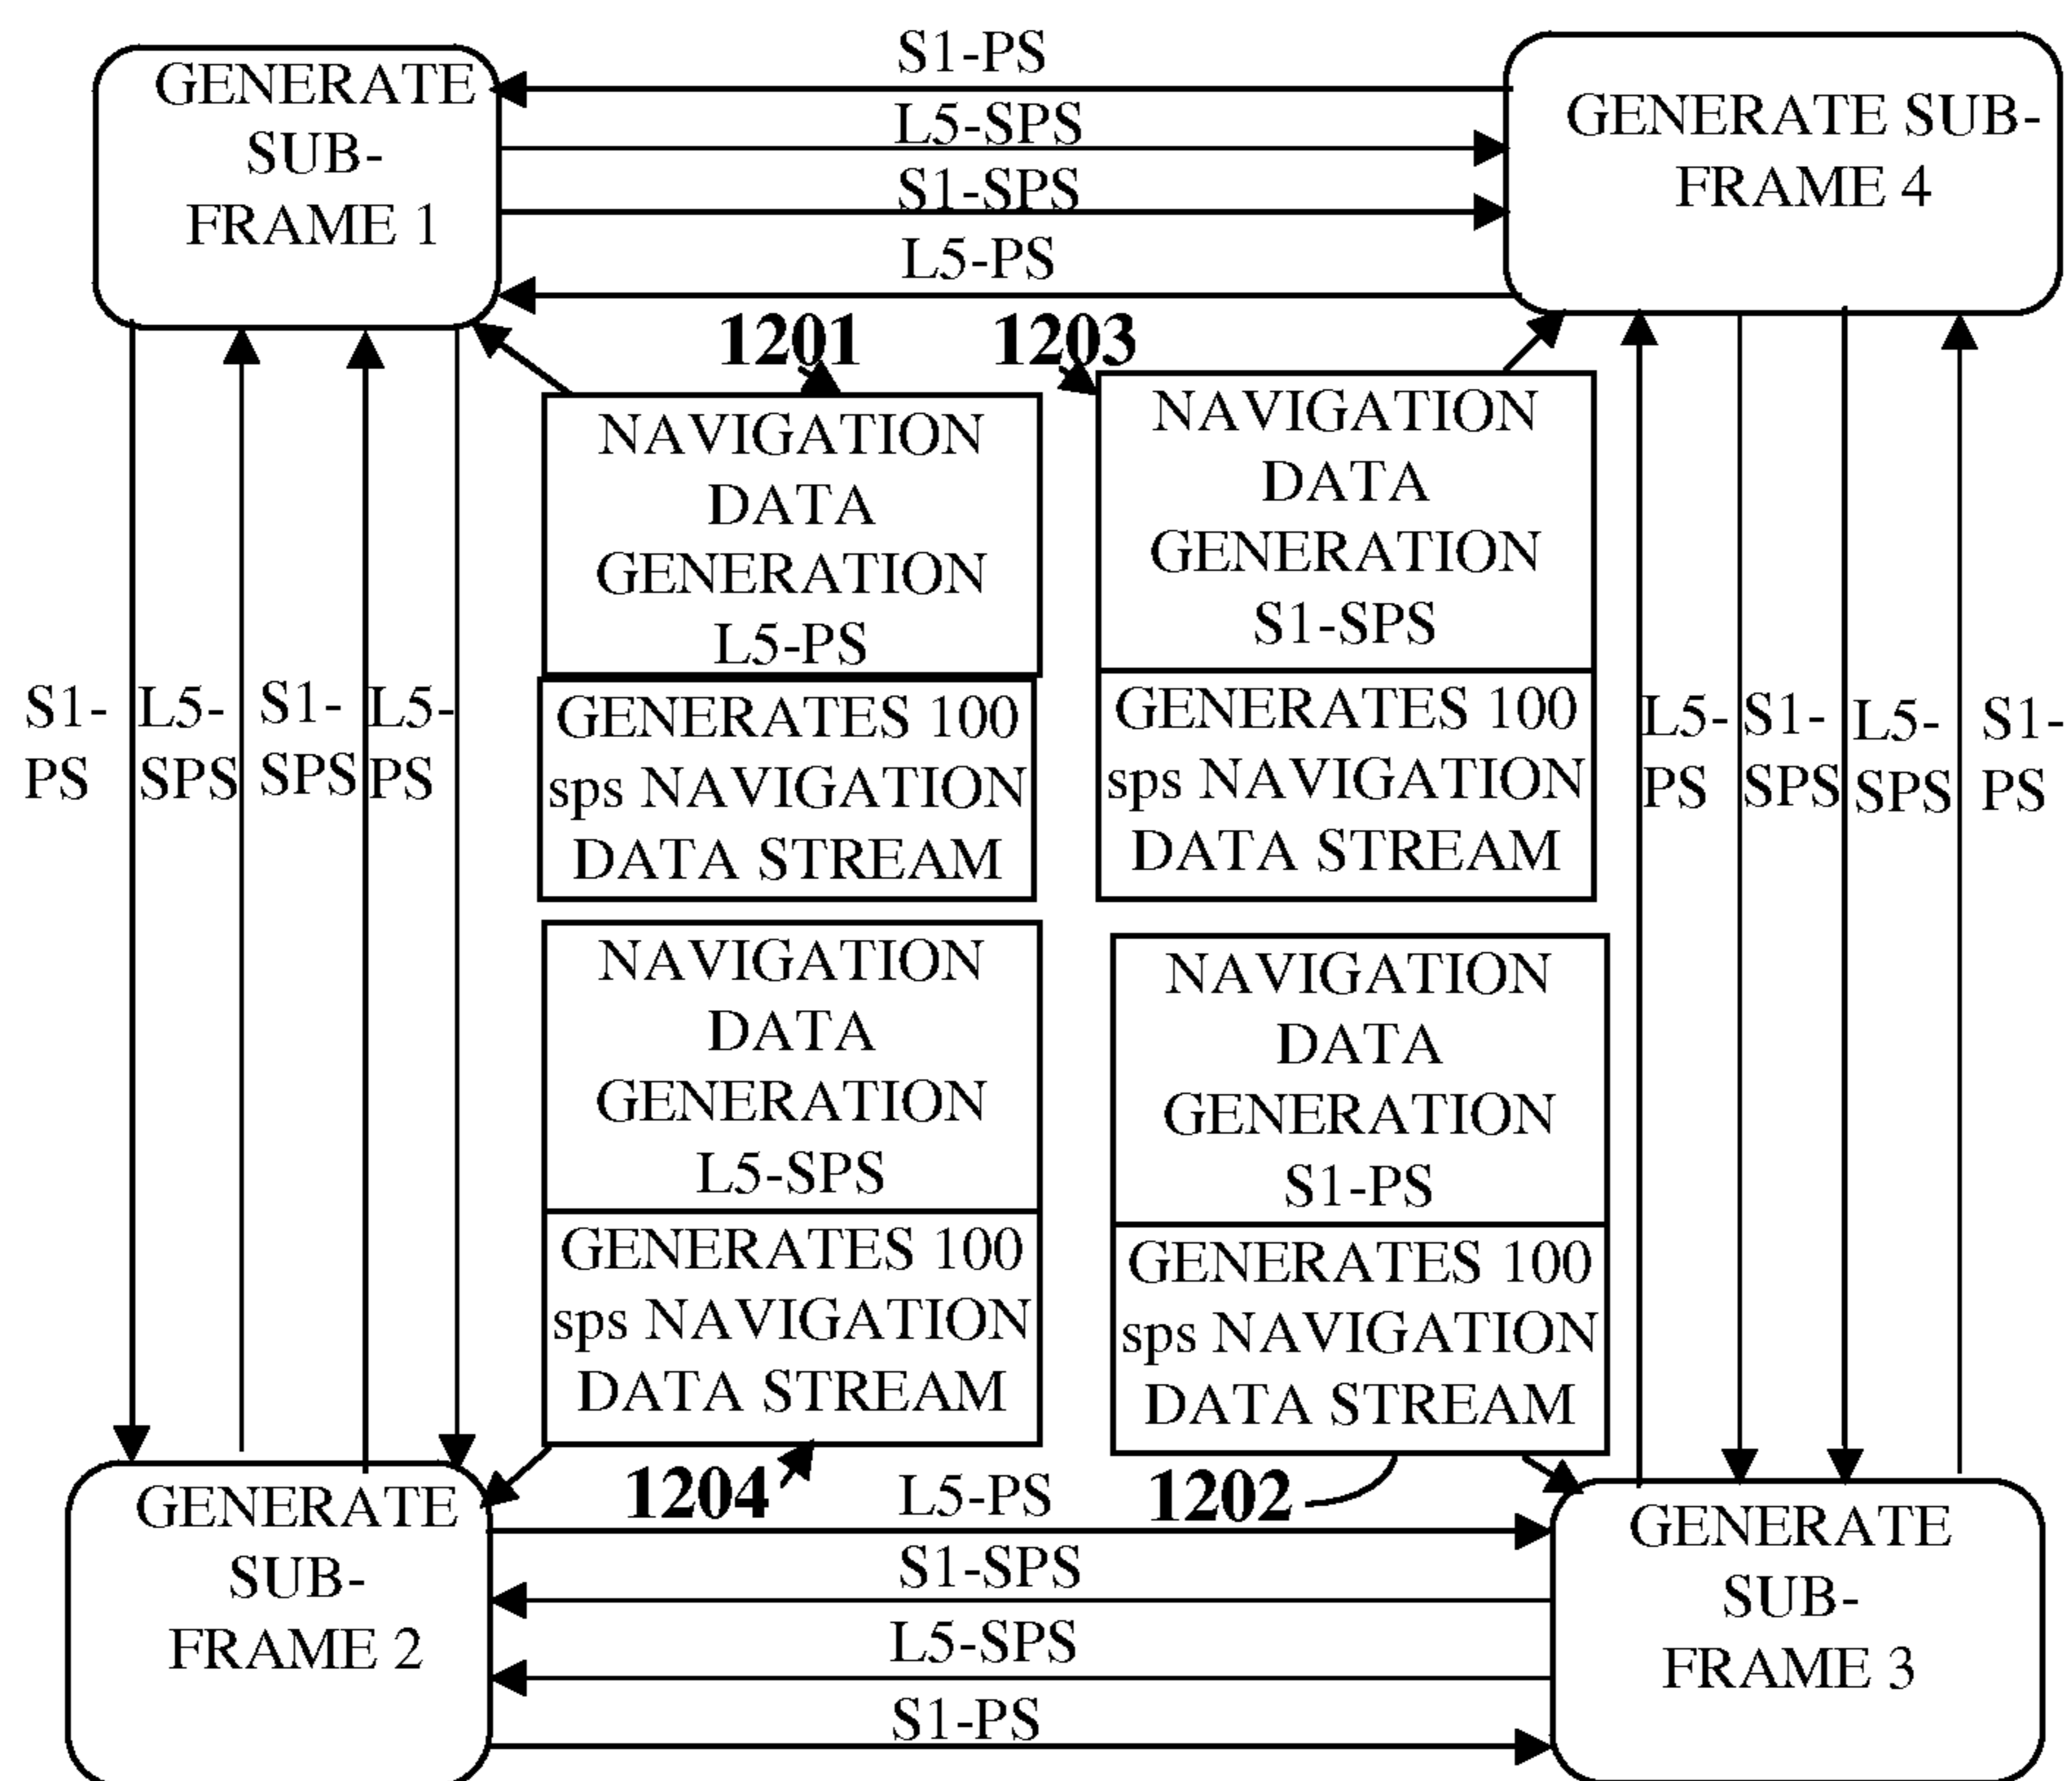 GENERATE
SUB-
FRAME 1
S1-PS
L5-SPS
S1-SPS
L5-PS
GENERATE SUB-
FRAME 4
1201
1203
NAVIGATION
DATA
GENERATION
L5-PS
GENERATES 100
sps NAVIGATION
DATA STREAM
NAVIGATION
DATA
GENERATION
S1-SPS
GENERATES 100
sps NAVIGATION
DATA STREAM
S1-
PS
L5-
SPS
S1-
SPS
L5-
PS
L5-
PS
S1-
SPS
L5-
SPS
S1-
PS
NAVIGATION
DATA
GENERATION
L5-SPS
GENERATES 100
sps NAVIGATION
DATA STREAM
NAVIGATION
DATA
GENERATION
S1-PS
GENERATES 100
sps NAVIGATION
DATA STREAM
1204
1202
GENERATE
SUB-
FRAME 2
L5-PS
S1-SPS
L5-SPS
S1-PS
GENERATE
SUB-
FRAME 3